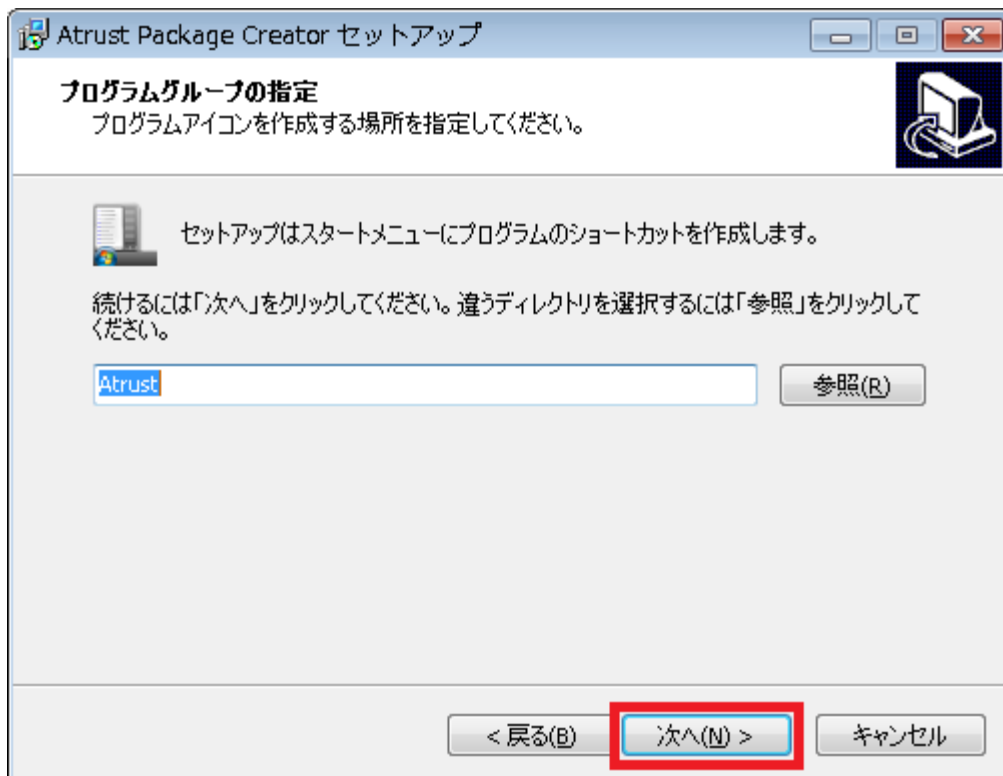 Atrust Package Creator セットアップ
プログラムグループの指定
プログラムアイコンを作成する場所を指定してください。
セットアップはスタートメニューにプログラムのショートカットを作成します。
続けるには「次へ」をクリックしてください。違うディレクトリを選択するには「参照」をクリックして
ください。
Atrust
参照(R)
< 戻る(B)
次へ(N) >
キャンセル